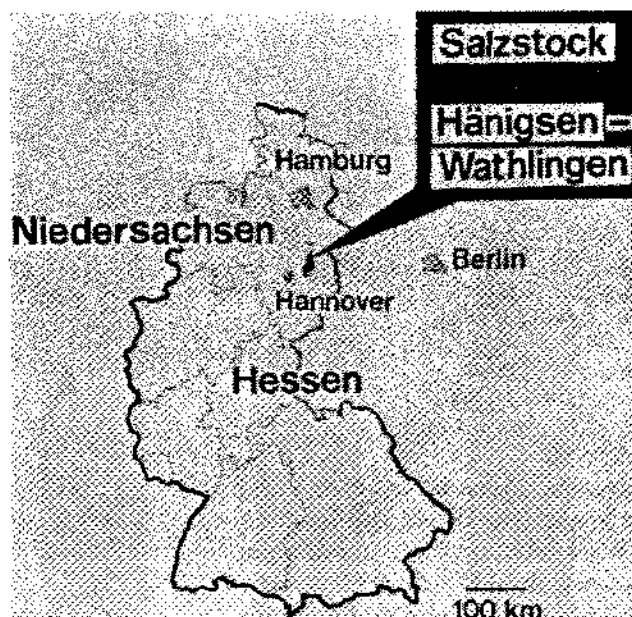 Salzstock
Hänigsen=
Wathlingen
Hamburg
Niedersachsen
Berlin
Hannover
Hessen
100 km